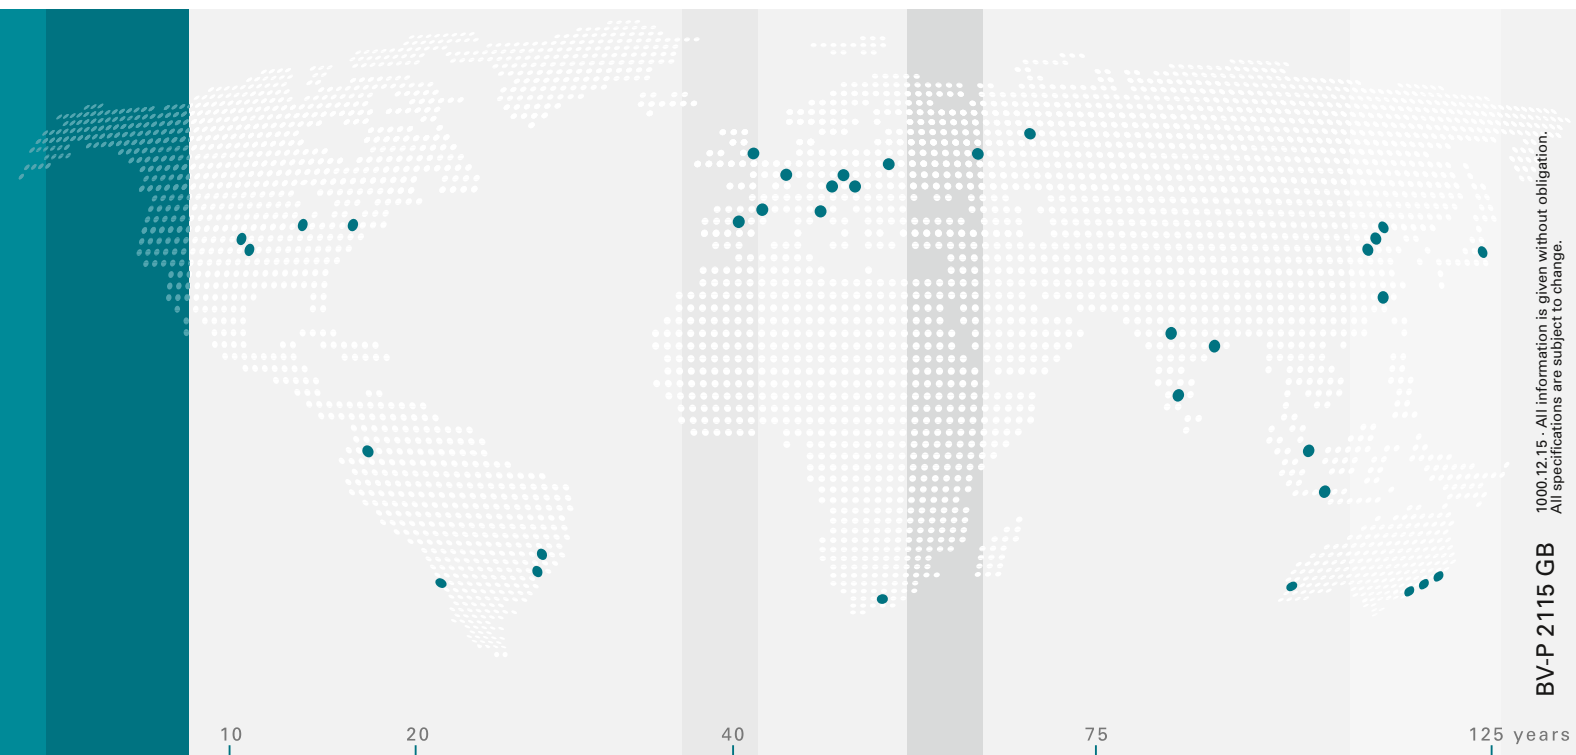 1000.12.15 · All information is given without obligation.
All specifications are subject to change.
BV-P 2115 GB
10 20 40 75 125 years